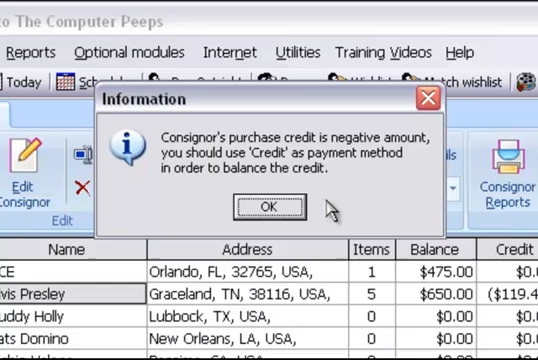 to The Computer Peeps
Reports Optional modules Internet Utilities Training Videos Help
Today
Match wishlist
Information
Consignor's purchase credit is negative amount,
you should use 'Credit' as payment method
in order to balance the credit.
OK
Edit
Consignor
Edit
Consignor
Reports
Name Address Items Balance Credit
CE Orlando, FL, 32765, USA, 1 $475.00 $0.
lvis Presley Graceland, TN, 38116, USA, 5 $650.00 ($119.4
uddy Holly Lubbock, TX, USA, 0 $0.00 $0.
ats Domino New Orleans, LA, USA, 0 $0.00 $0.